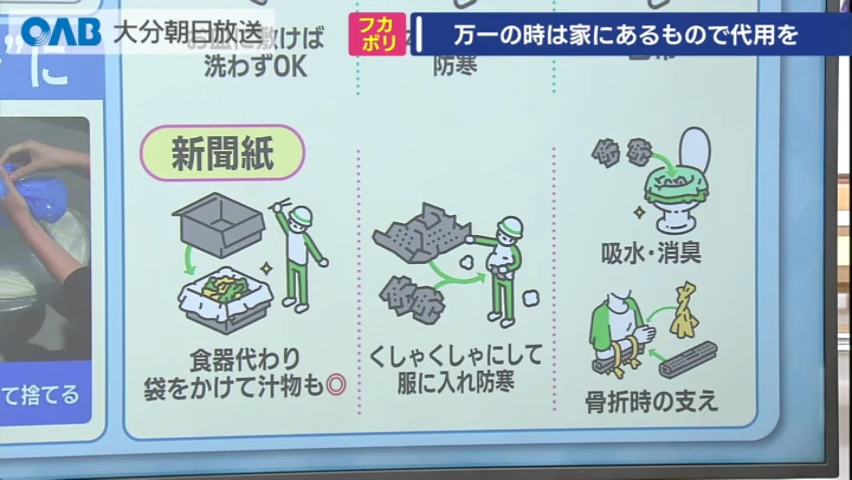 OAB 大分朝日放送
フカボリ
万一の時は家にあるもので代用を
に
敷けば
洗わずOK
防寒
新聞紙
吸水・消臭
食器代わり
袋をかけて汁物も◎
くしゃくしゃにして
服に入れ防寒
骨折時の支え
て捨てる